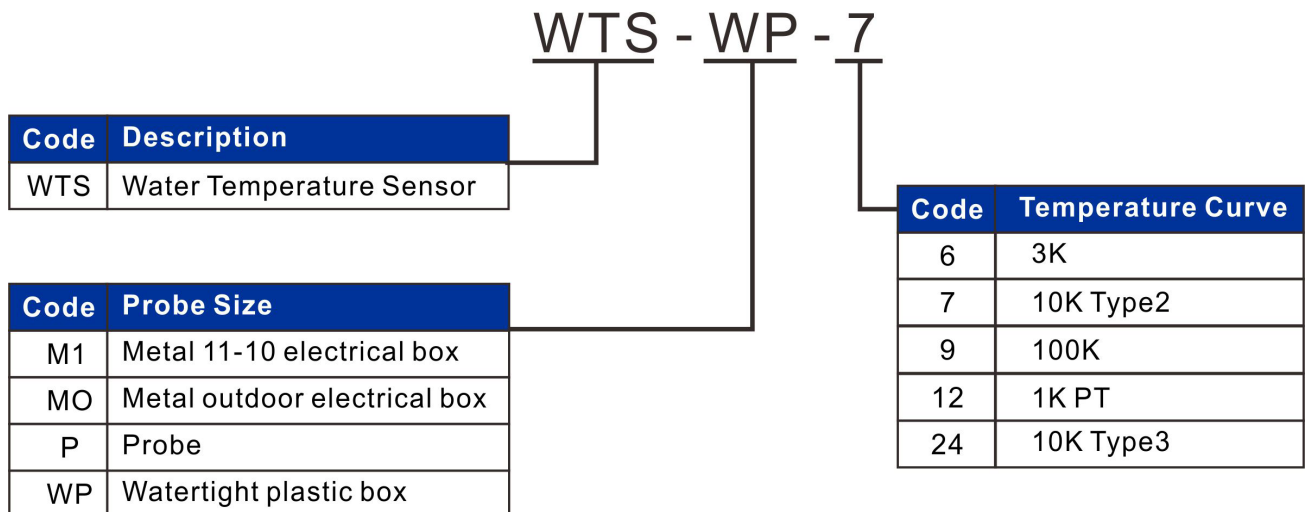 WTS - WP - 7
Code Description
WTS Water Temperature Sensor
Code Probe Size
M1 Metal 11-10 electrical box
MO Metal outdoor electrical box
P Probe
WP Watertight plastic box
Code Temperature Curve
6 3K
7 10K Type2
9 100K
12 1K PT
24 10K Type3